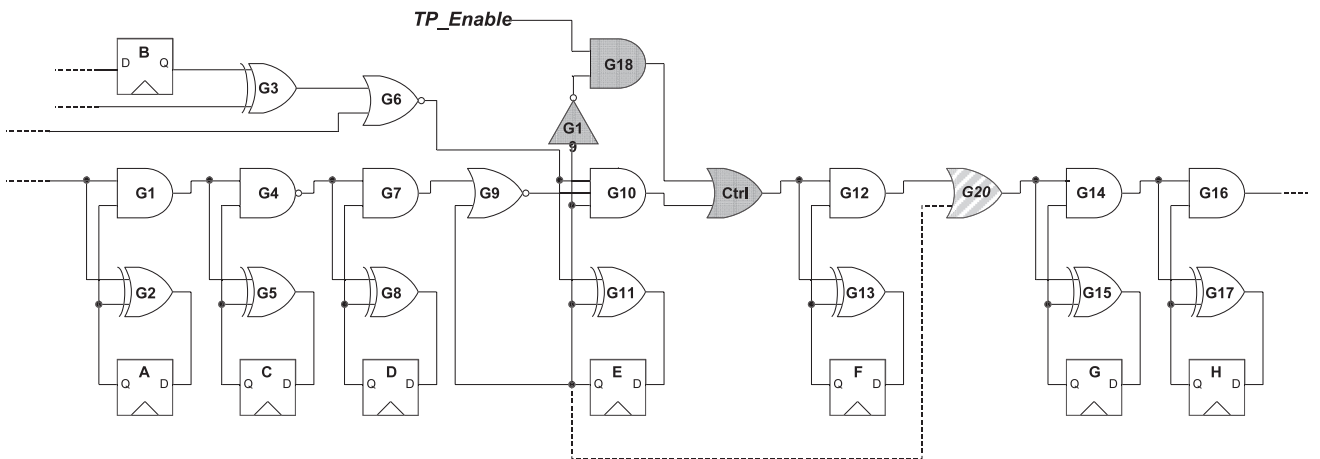 TP_Enable
B
D Q
G3
G6
G18
G1
9
G1
G4
G7
G9
G10
Ctrl
G12
G20
G14
G16
G2
G5
G8
G11
G13
G15
G17
A
Q D
C
Q D
D
Q D
E
Q D
F
Q D
G
Q D
H
Q D